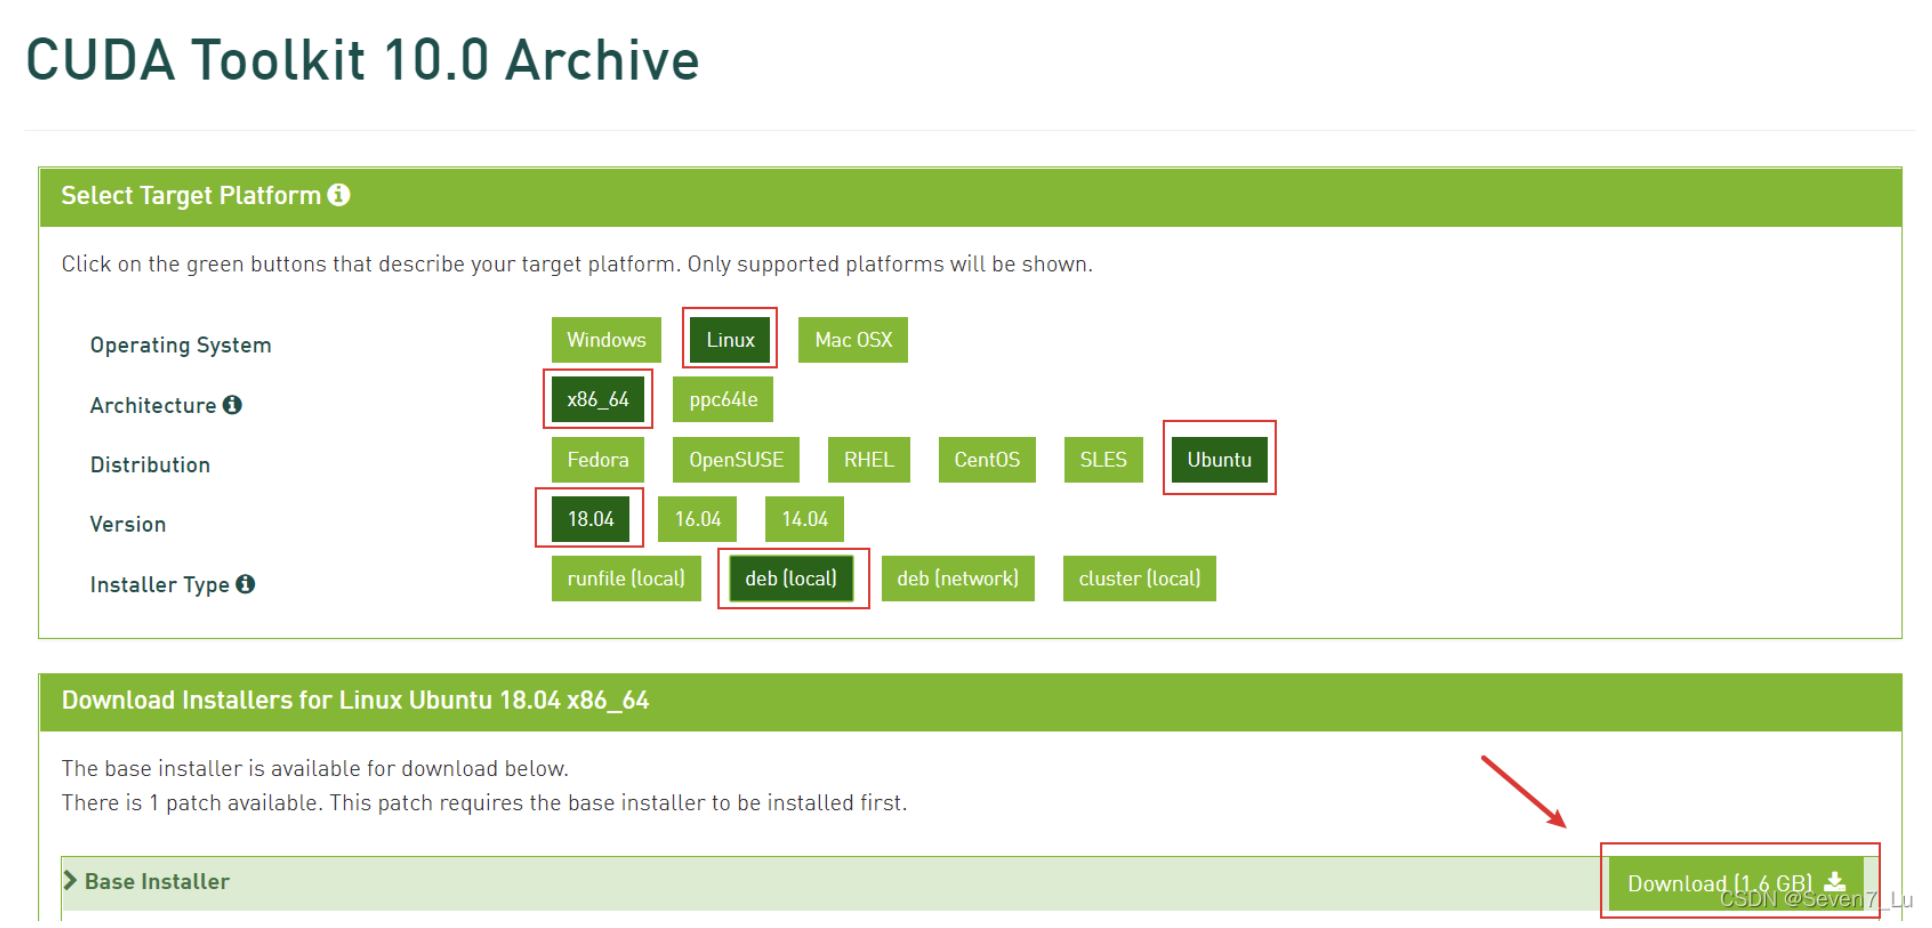 CUDA Toolkit 10.0 Archive
Select Target Platform
Click on the green buttons that describe your target platform. Only supported platforms will be shown.
Operating System Windows Linux Mac OSX
Architecture x86_64 ppc64le
Distribution Fedora OpenSUSE RHEL CentOS SLES Ubuntu
Version 18.04 16.04 14.04
Installer Type runfile (local) deb (local) deb (network) cluster (local)
Download Installers for Linux Ubuntu 18.04 x86_64
The base installer is available for download below.
There is 1 patch available. This patch requires the base installer to be installed first.
Base Installer Download (1.6 GB)
CSDN @Seven7_Lu